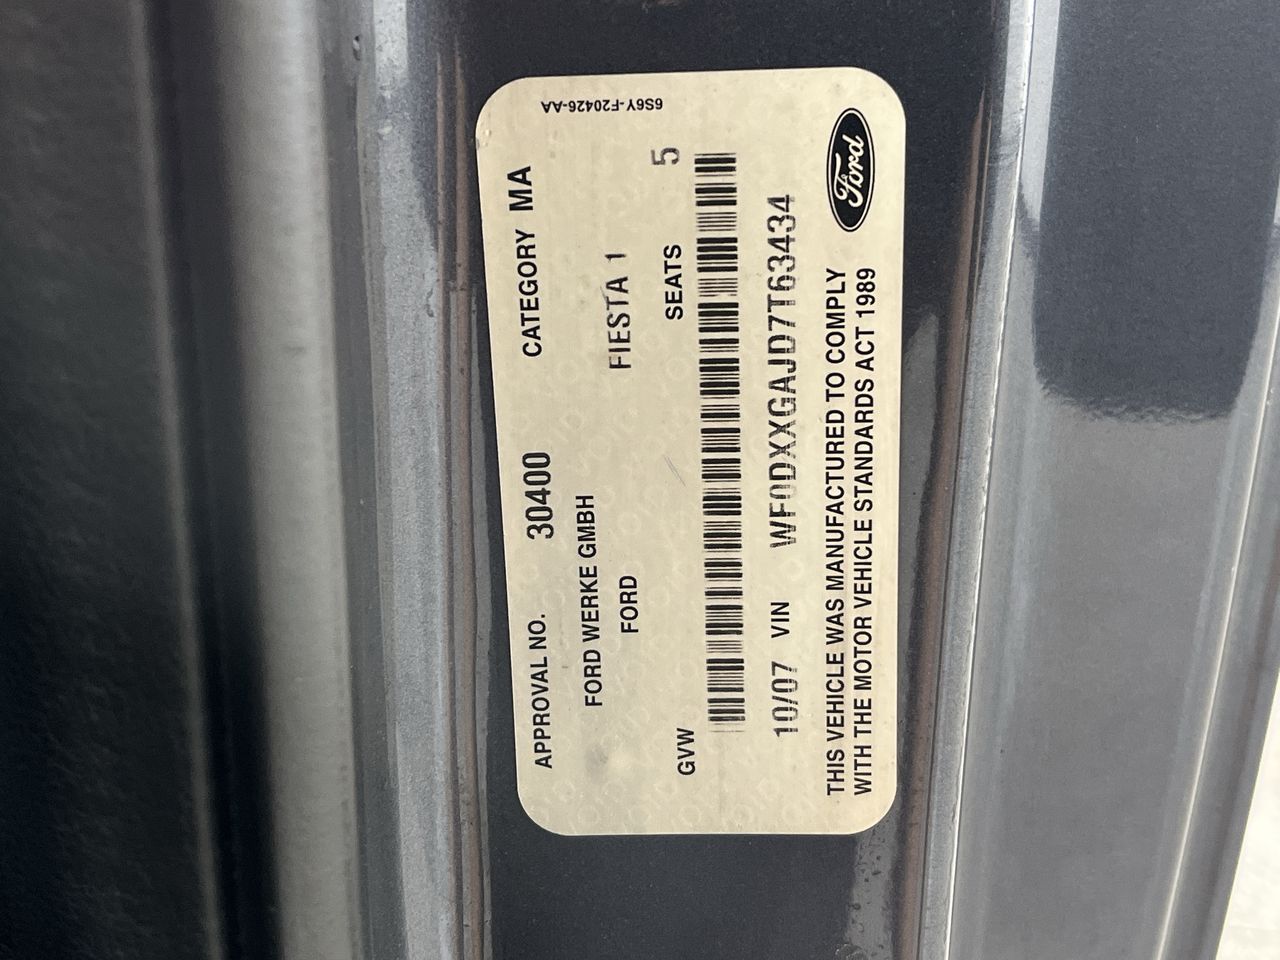 6S6Y-F20426-AA
APPROVAL NO. 30400 CATEGORY MA
FORD WERKE GMBH
FORD FIESTA 1
GVW SEATS 5
10/07 VIN WF0DXXGAJD7T63434
THIS VEHICLE WAS MANUFACTURED TO COMPLY
WITH THE MOTOR VEHICLE STANDARDS ACT 1989
Ford